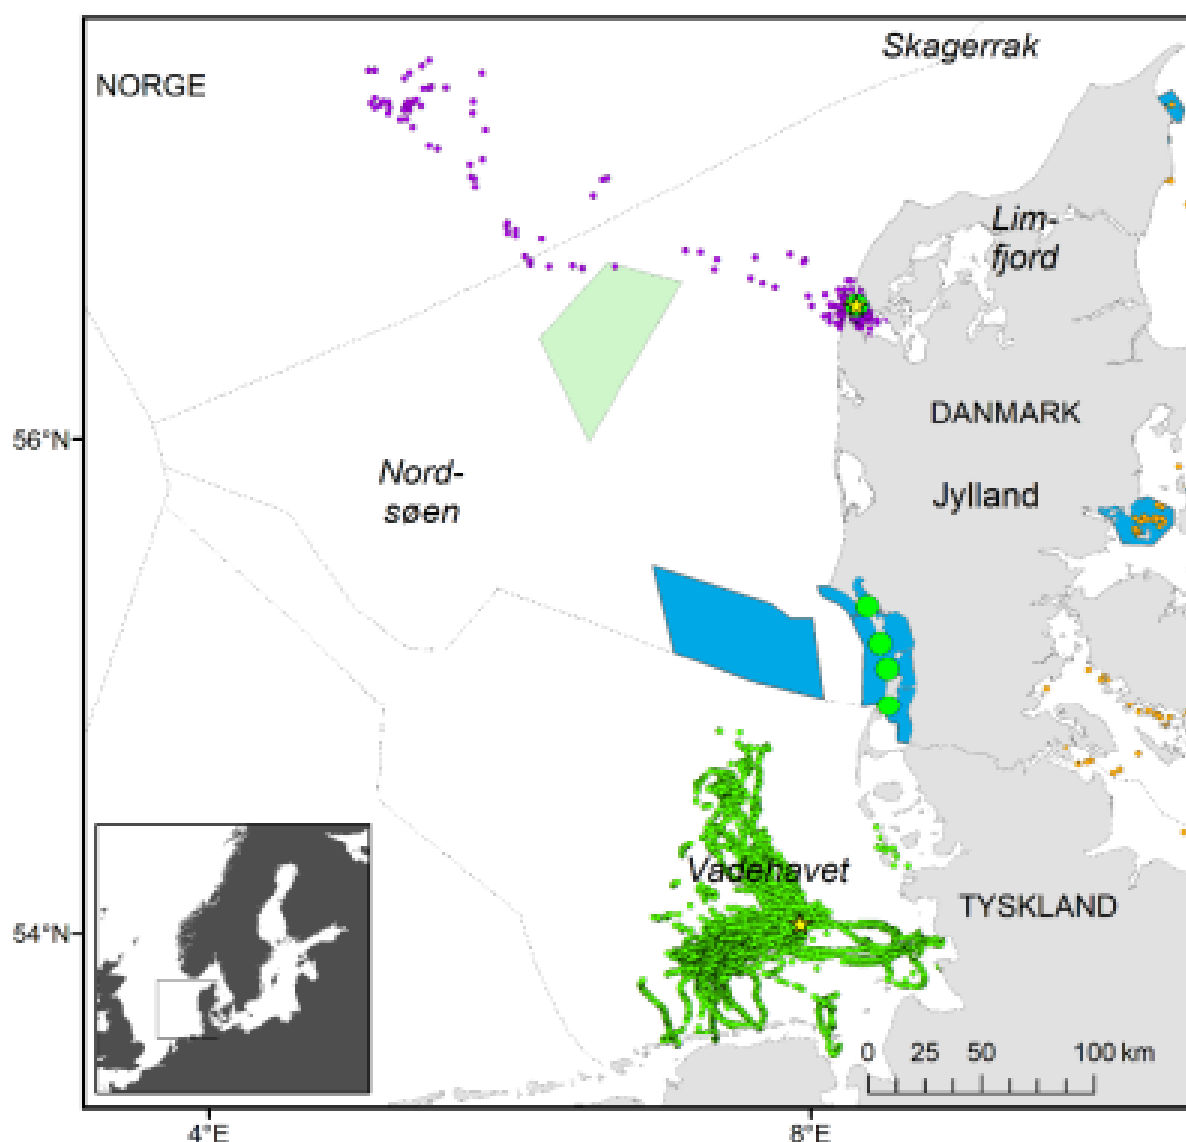 Skagerrak
NORGE
Lim-
fjord
DANMARK
56°N
Nord-
søen
Jylland
Vadehavet
TYSKLAND
54°N
0 25 50 100 km
4°E
8°E